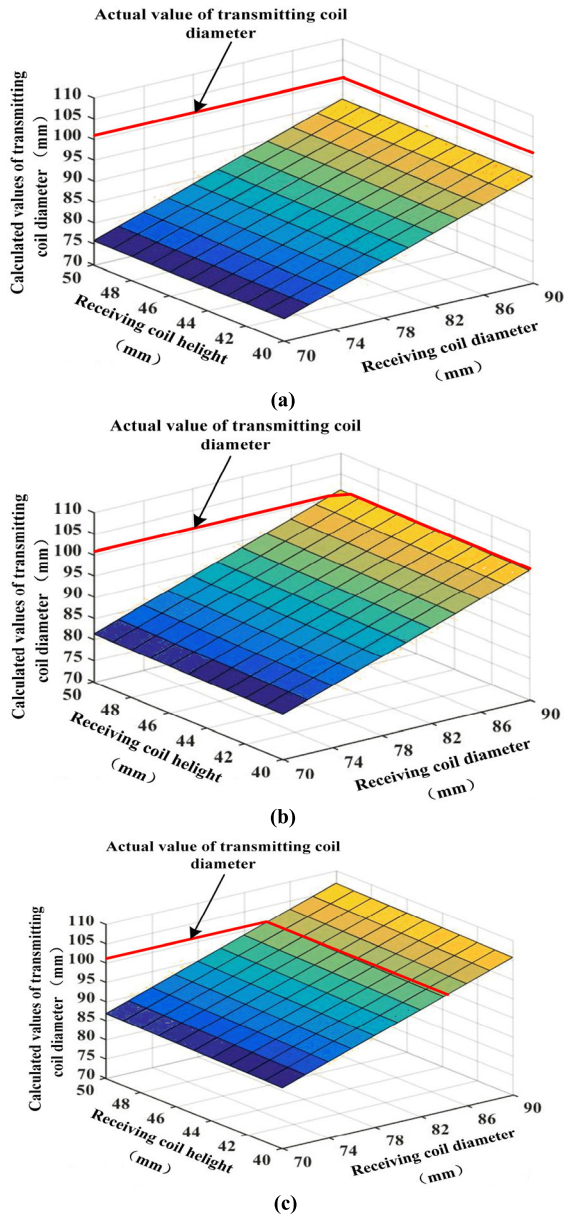 Actual value of transmitting coil
diameter
Calculated values of transmitting
coil diameter（mm）
110
105
100
95
90
85
80
75
70
50
48
46
44
42
40
Receiving coil helight
（mm）
70
74
78
82
86
90
Receiving coil diameter
（mm）
(a)
Actual value of transmitting coil
diameter
Calculated values of transmitting
coil diameter（mm）
110
105
100
95
90
85
80
75
70
50
48
46
44
42
40
Receiving coil helight
（mm）
70
74
78
82
86
90
Receiving coil diameter
（mm）
(b)
Actual value of transmitting coil
diameter
Calculated values of transmitting
coil diameter（mm）
110
105
100
95
90
85
80
75
70
50
48
46
44
42
40
Receiving coil helight
（mm）
70
74
78
82
86
90
Receiving coil diameter
（mm）
(c)